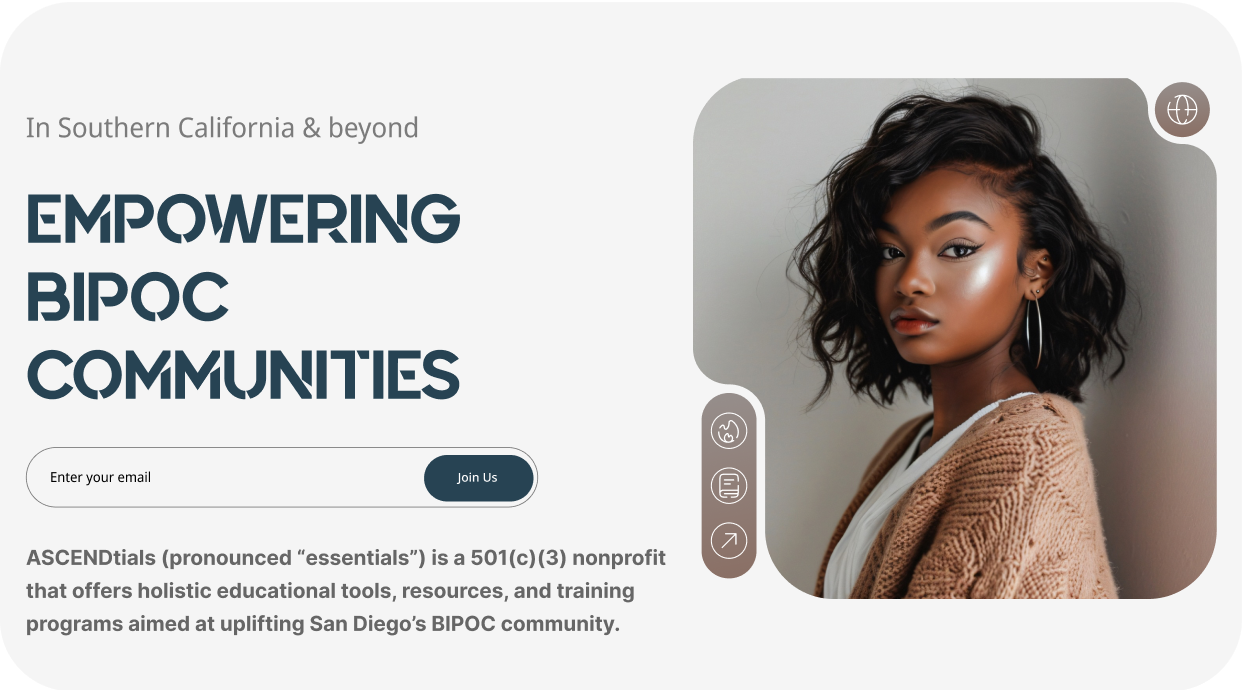 In Southern California & beyond
EMPOWERING
BIPOC
COMMUNITIES
Enter your email
Join Us
ASCENDtials (pronounced “essentials”) is a 501(c)(3) nonprofit
that offers holistic educational tools, resources, and training
programs aimed at uplifting San Diego’s BIPOC community.